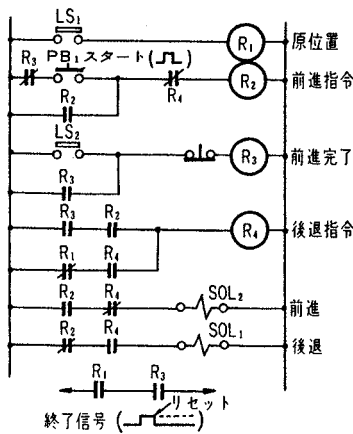 LS₁
R₁ 原位置
R₃ PB₁ スタート ( )
R₄ R₂ 前進指令
R₂
LS₂
R₃ 前進完了
R₃
R₃ R₂
R₄ 後退指令
R₁ R₄
R₂ R₄ SOL₂ 前進
R₂ R₄ SOL₁ 後退
R₁ R₃
リセット
終了信号 ( )